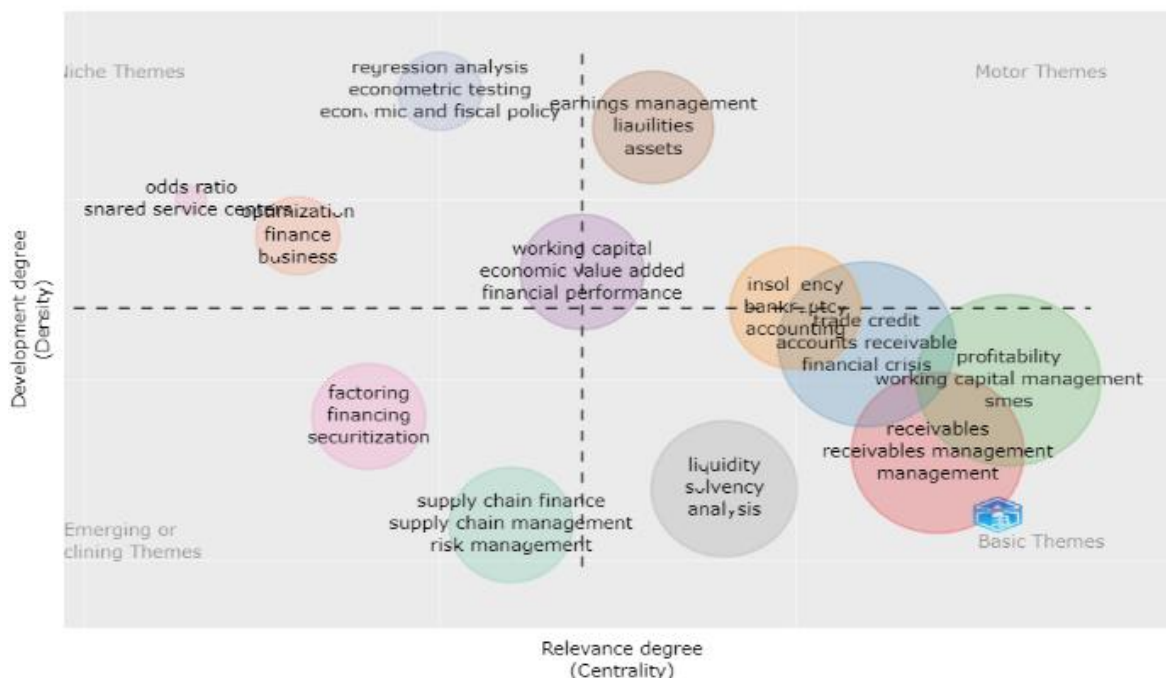 Niche Themes
Motor Themes
regression analysis
econometric testing
economic and fiscal policy
earnings management
liabilities
assets
odds ratio
snared service centers
optimization
finance
business
working capital
economic value added
financial performance
insolvency
bankruptcy
accounting
trade credit
accounts receivable
financial crisis
profitability
working capital management
smes
factoring
financing
securitization
receivables
receivables management
management
liquidity
solvency
analysis
supply chain finance
supply chain management
risk management
Emerging or
clining Themes
Basic Themes
Development degree
(Density)
Relevance degree
(Centrality)